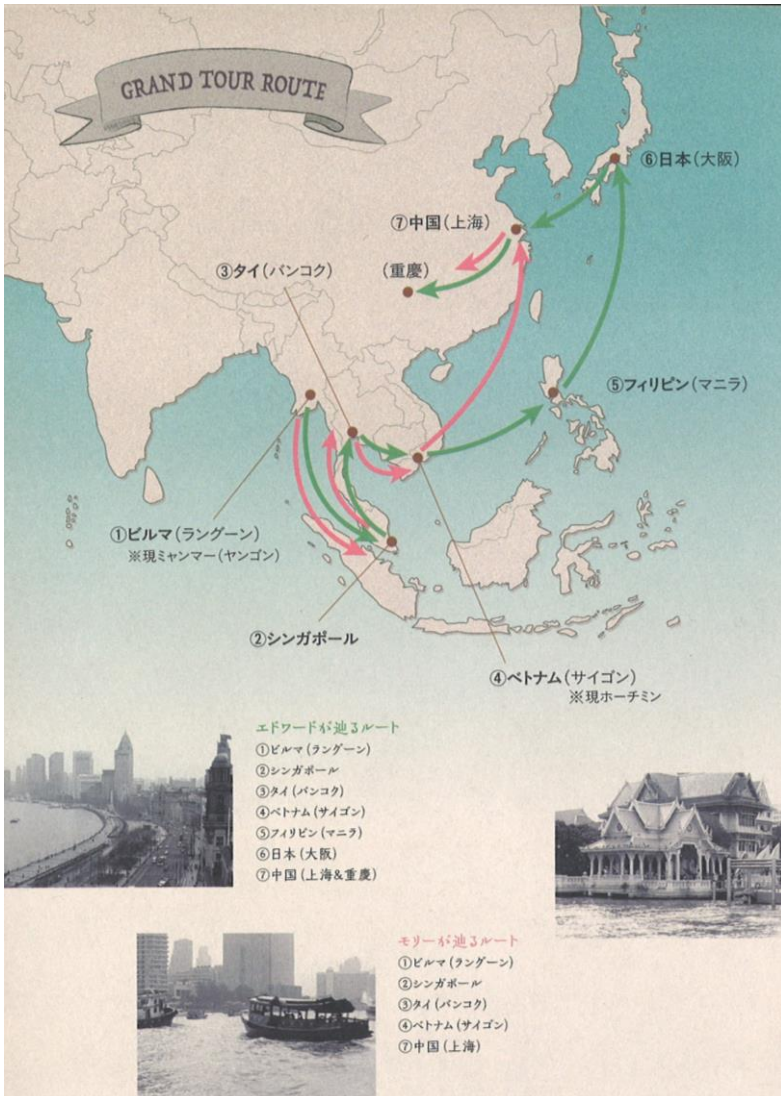 GRAND TOUR ROUTE
⑥日本(大阪)
⑦中国(上海)
③タイ(バンコク)
(重慶)
⑤フィリピン(マニラ)
①ビルマ(ラングーン)
※現ミャンマー(ヤンゴン)
②シンガポール
④ベトナム(サイゴン)
※現ホーチミン
エドワードが辿るルート
①ビルマ(ラングーン)
②シンガポール
③タイ(バンコク)
④ベトナム(サイゴン)
⑤フィリピン(マニラ)
⑥日本(大阪)
⑦中国(上海&重慶)
モリーが辿るルート
①ビルマ(ラングーン)
②シンガポール
③タイ(バンコク)
④ベトナム(サイゴン)
⑦中国(上海)